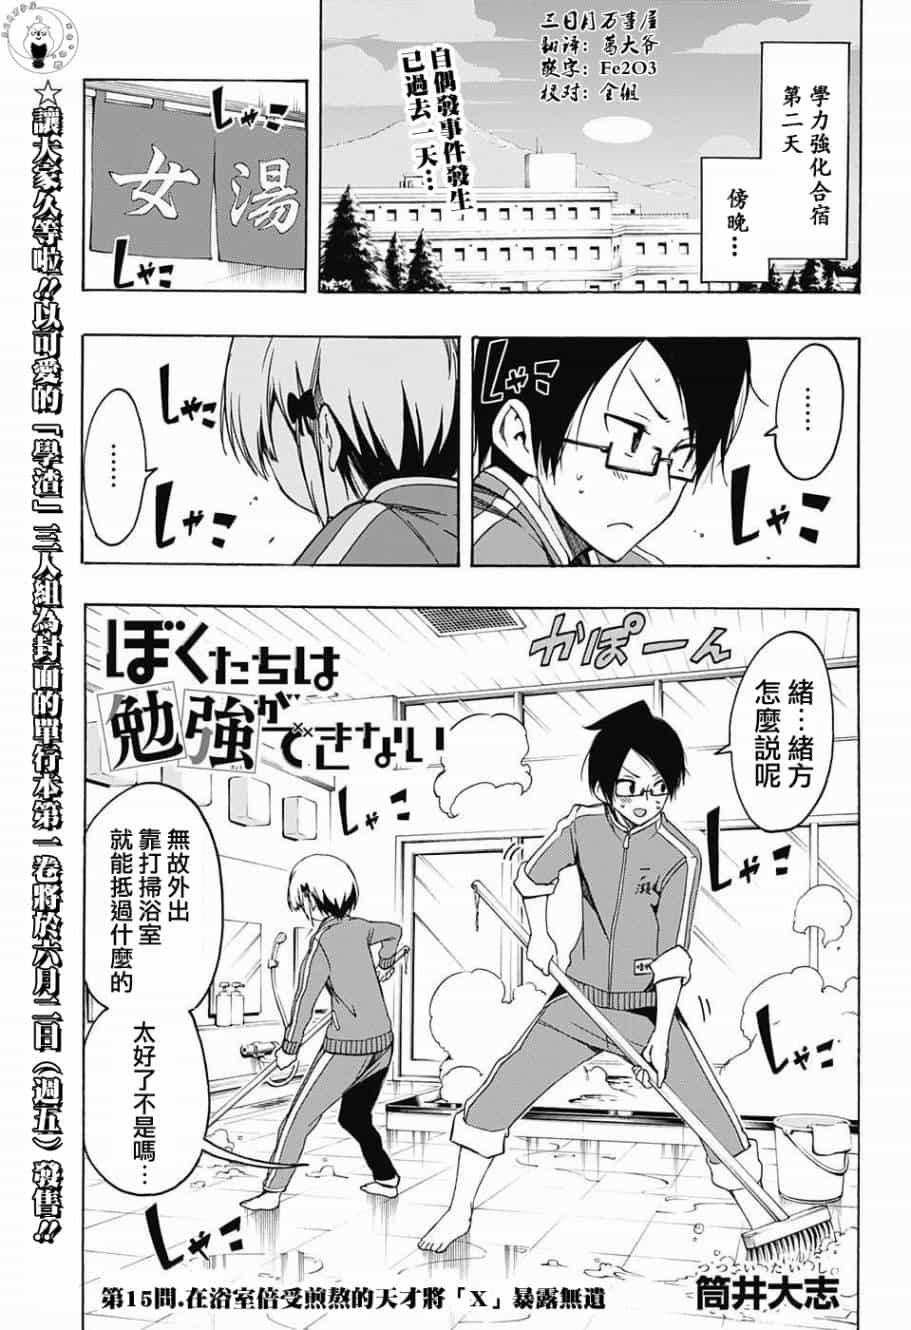 三日月万事屋
翻译：葛大爷
嵌字：Fe2O3
校对：全组
學力強化合宿
第二天
傍晚…
自偶發事件發生
已過去一天…
しゃこ
湯
女
しゃこ
……
しゃこ
しゃこ
しゃこ
……
しゃこ
ぼくたちは
勉強が
できない
かぽーん
緒…緒方
怎麼說呢
しゃこ
無故外出
靠打掃浴室
就能抵過什麼的
太好了不是嗎…
一ノ瀬
しゃこ
しゃこ
第15問.在浴室倍受煎熬的天才將「X」暴露無遺
つついたいし
筒井大志
★讓大家久等啦!!以可愛的「學渣」三人組為封面的單行本第一卷將於六月二日（週五）發售!!